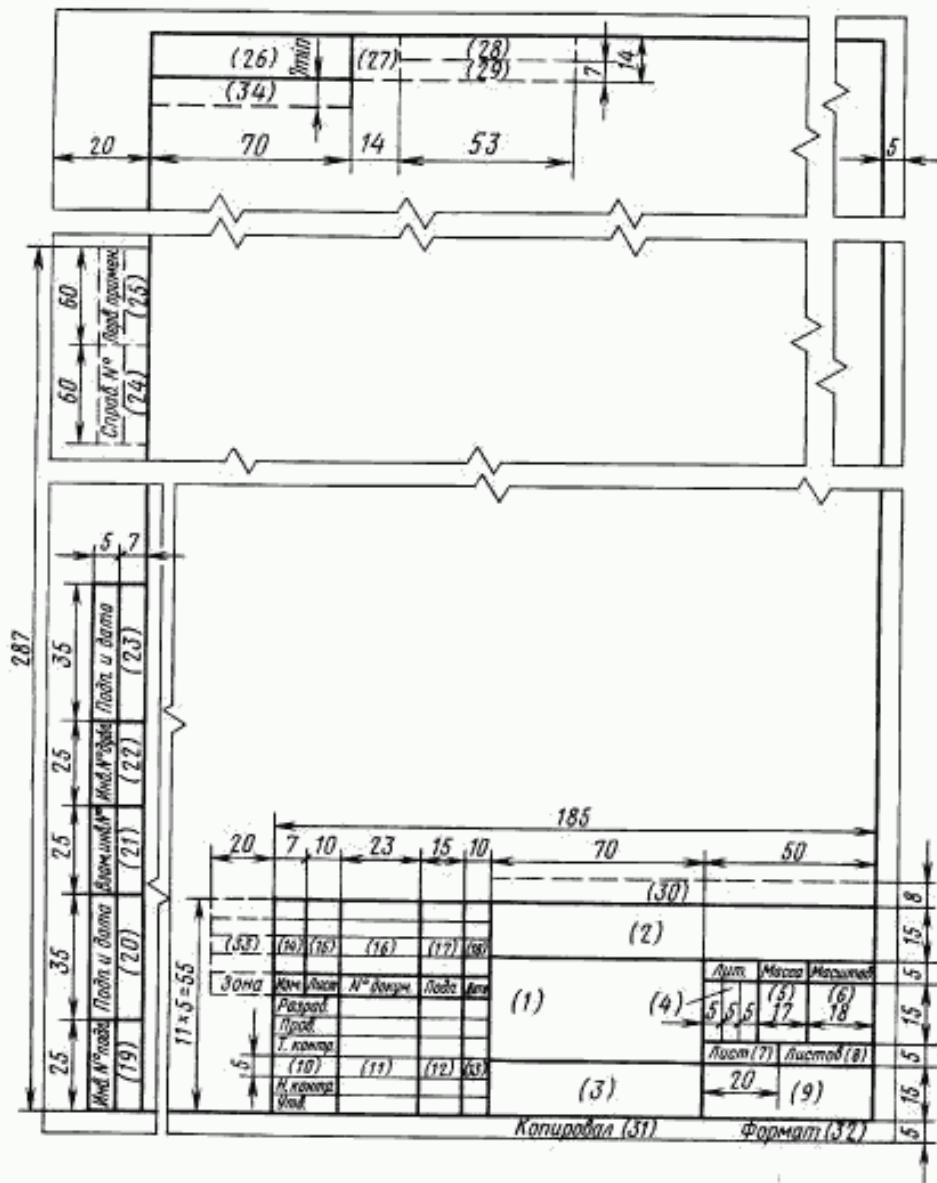 (26) 7min (27) (28)
(34) (29) 7 14
20 70 14 53 5
60 Перв. примен. (25)
60 Справ. № (24)
287
5 7
35 Подп. и дата (23)
25 Инв. № дубл. (22)
25 Взам. инв. № (21)
35 Подп. и дата (20)
25 Инв. № подл. (19)
185
20 7 10 23 15 10 70 50
(30) 8
(2) 15
(33) (14) (15) (16) (17) (18)
Зона Изм. Лист № докум. Подп. Дата
Лит. Масса Масштаб 5
(1) (4) (5) (6)
5 5 5 17 18 15
Разраб.
Пров.
Т. контр.
Лист (7) Листов (8) 5
5 (10) (11) (12) (13)
Н. контр.
Утв.
11×5=55
(3) 20 (9) 15
Копировал (31) Формат (32) 5